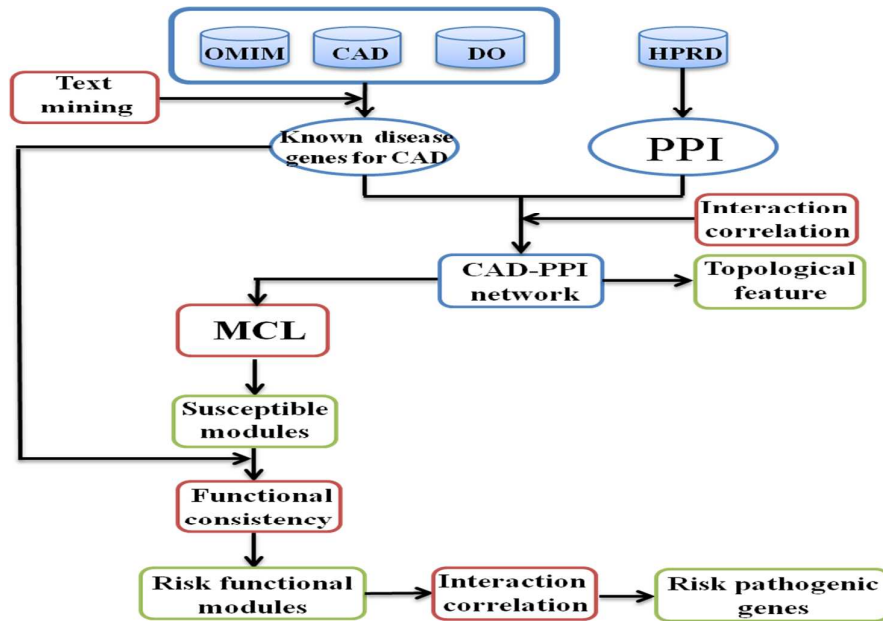 OMIM
CAD
DO
HPRD
Text
mining
Known disease
genes for CAD
PPI
Interaction
correlation
CAD-PPI
network
Topological
feature
MCL
Susceptible
modules
Functional
consistency
Risk functional
modules
Interaction
correlation
Risk pathogenic
genes